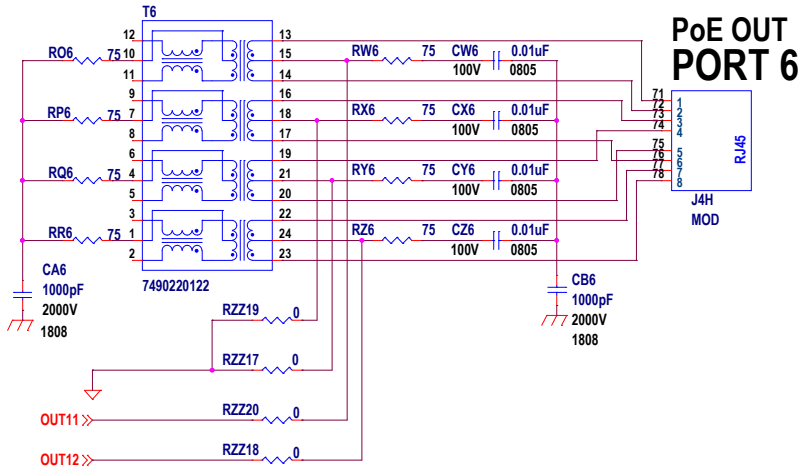 T6
PoE OUT
PORT 6
12 13
RO6 75 10 15 RW6 75 CW6 0.01uF
11 14 100V 0805
9 16 71 1
RP6 75 7 18 RX6 75 CX6 0.01uF 72 2
8 17 100V 0805 73 3
6 19 74 4
RQ6 75 4 21 RY6 75 CY6 0.01uF 75 5
5 20 100V 0805 76 6
3 22 77 7
RR6 75 1 24 RZ6 75 CZ6 0.01uF 78 8
2 23 100V 0805
RJ45
J4H
MOD
CA6
1000pF
2000V
1808
7490220122
CB6
1000pF
2000V
1808
RZZ19 0
RZZ17 0
OUT11 RZZ20 0
OUT12 RZZ18 0